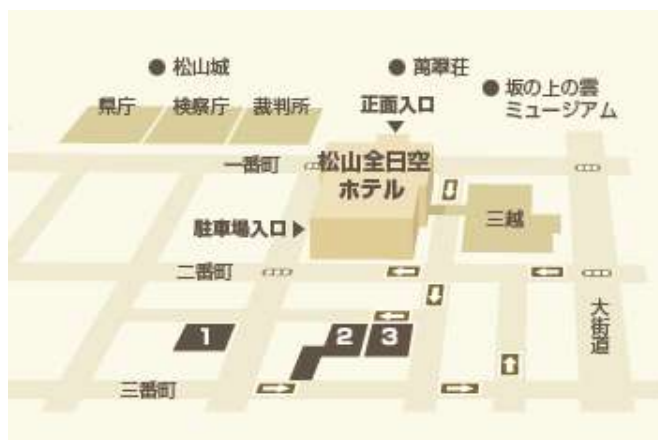 松山城
萬翠荘
坂の上の雲
ミュージアム
県庁
検察庁
裁判所
正面入口
一番町
松山全日空
ホテル
三越
駐車場入口
二番町
大街道
1
2
3
三番町